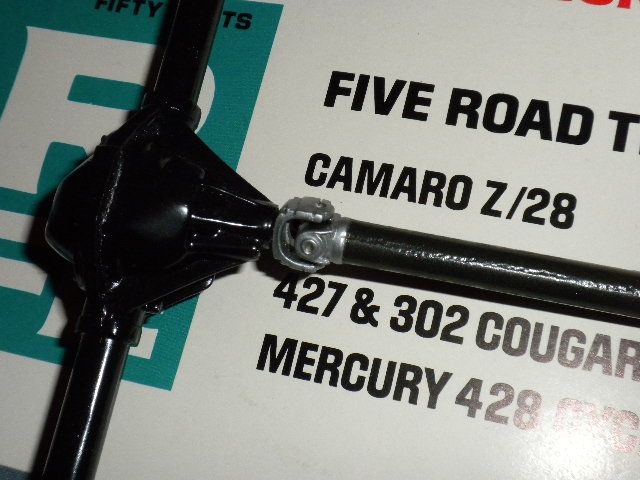 FIFTY
FIVE ROAD
CAMARO Z/28
427 & 302 COUGAR
MERCURY 428